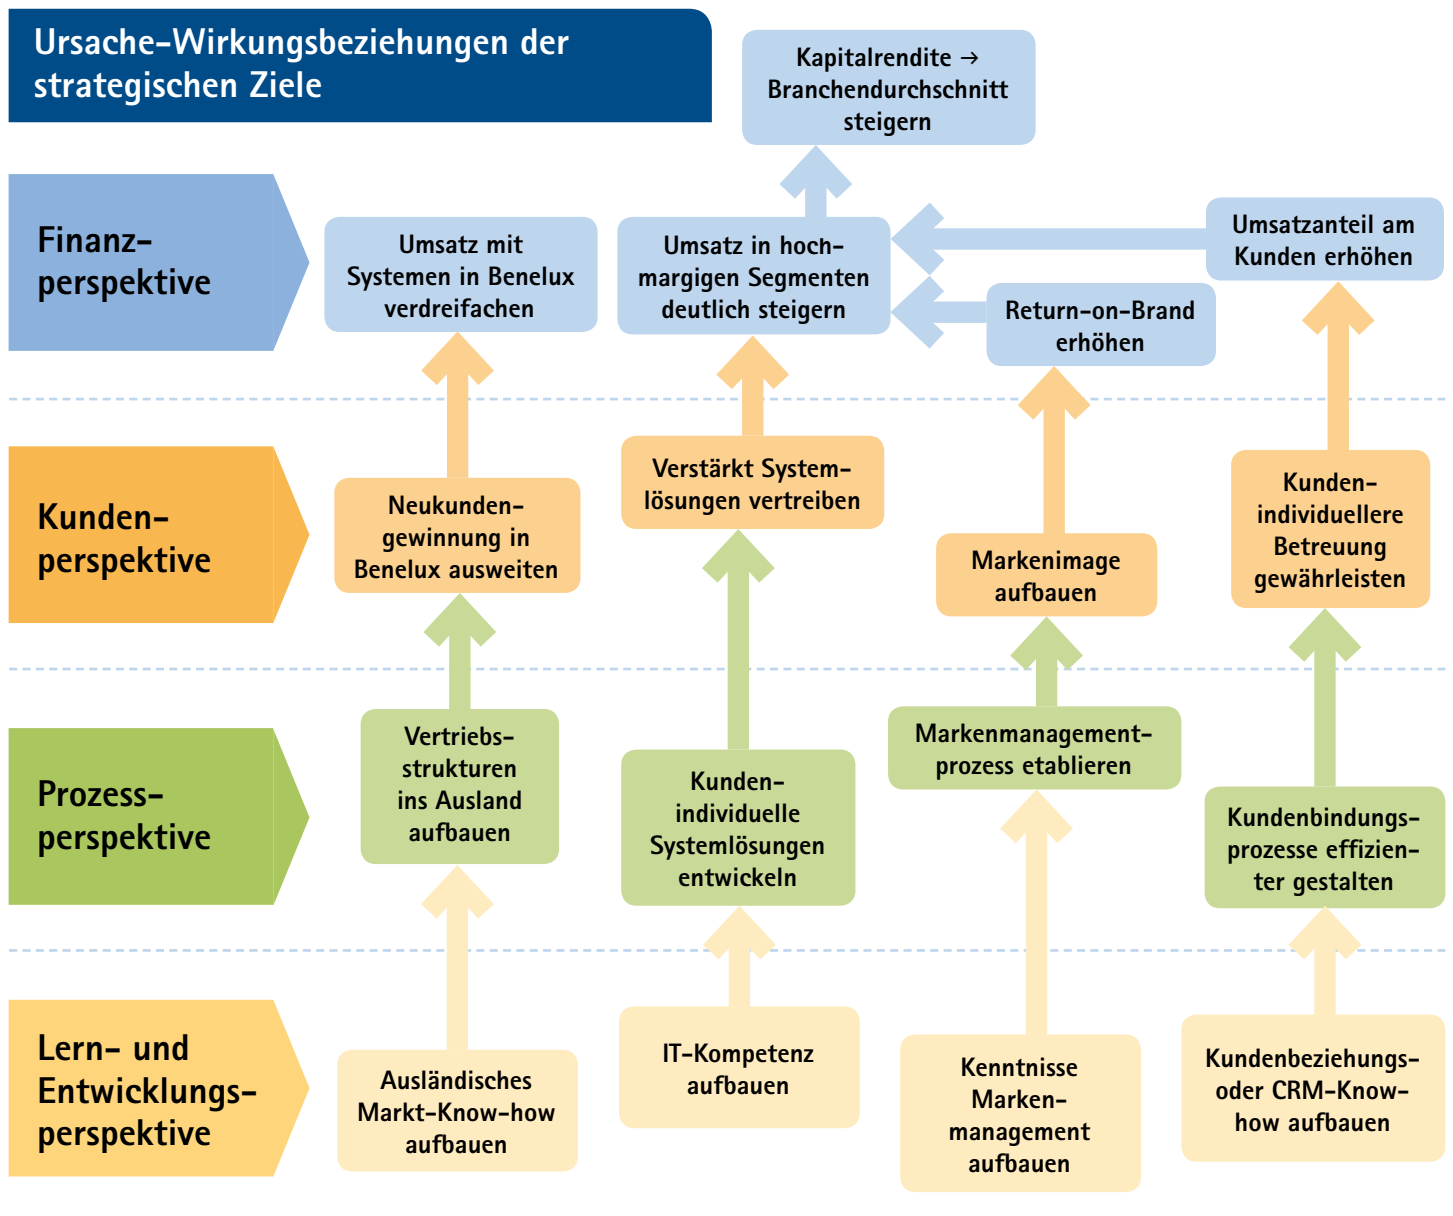 Ursache-Wirkungsbeziehungen der
strategischen Ziele
Kapitalrendite →
Branchendurchschnitt
steigern
Finanz-
perspektive
Umsatz mit
Systemen in Benelux
verdreifachen
Umsatz in hoch-
margigen Segmenten
deutlich steigern
Umsatzanteil am
Kunden erhöhen
Return-on-Brand
erhöhen
Kunden-
perspektive
Neukunden-
gewinnung in
Benelux ausweiten
Verstärkt System-
lösungen vertreiben
Markenimage
aufbauen
Kunden-
individuellere
Betreuung
gewährleisten
Prozess-
perspektive
Vertriebs-
strukturen
ins Ausland
aufbauen
Kunden-
individuelle
Systemlösungen
entwickeln
Markenmanagement-
prozess etablieren
Kundenbindungs-
prozesse effizien-
ter gestalten
Lern- und
Entwicklungs-
perspektive
Ausländisches
Markt-Know-how
aufbauen
IT-Kompetenz
aufbauen
Kenntnisse
Marken-
management
aufbauen
Kundenbeziehungs-
oder CRM-Know-
how aufbauen